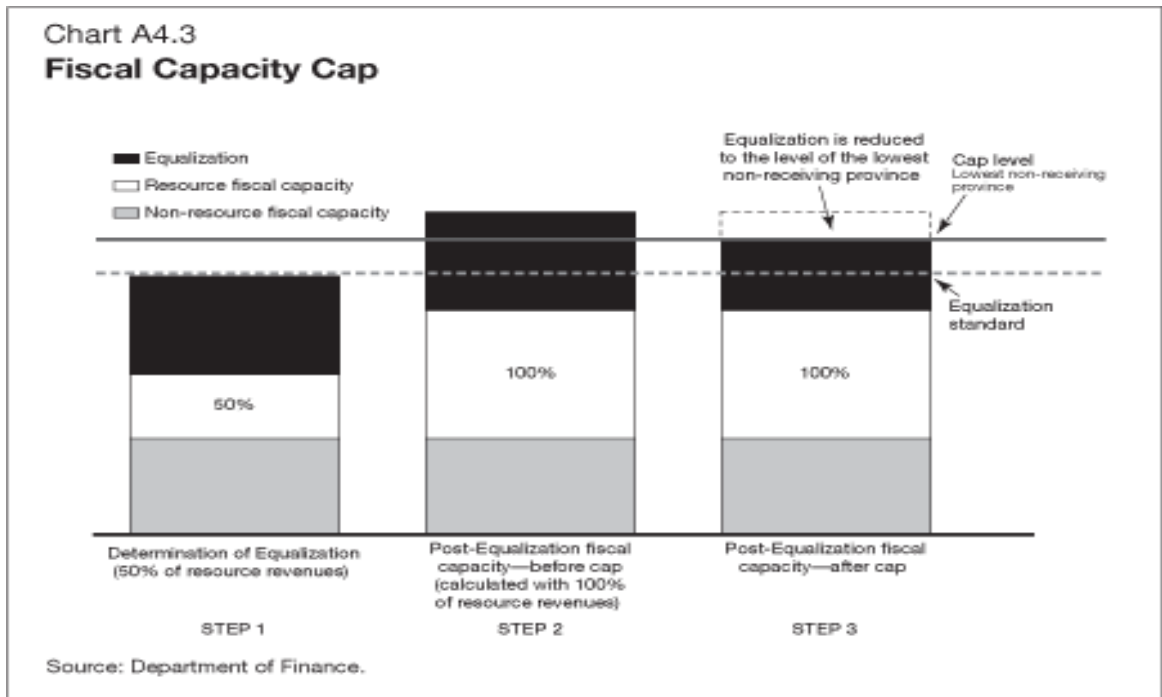 Chart A4.3
Fiscal Capacity Cap
Equalization
Resource fiscal capacity
Non-resource fiscal capacity
Equalization is reduced
to the level of the lowest
non-receiving province
Cap level
Lowest non-receiving
province
Equalization
standard
50%
100%
100%
Determination of Equalization
(50% of resource revenues)
STEP 1
Post-Equalization fiscal
capacity—before cap
(calculated with 100%
of resource revenues)
STEP 2
Post-Equalization fiscal
capacity—after cap
STEP 3
Source: Department of Finance.